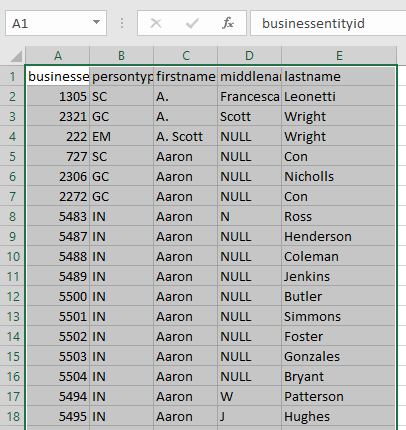 A1 fx businessentityid
A B C D E
1 businesse persontyp firstname middlenar lastname
2 1305 SC A. Francesca Leonetti
3 2321 GC A. Scott Wright
4 222 EM A. Scott NULL Wright
5 727 SC Aaron NULL Con
6 2306 GC Aaron NULL Nicholls
7 2272 GC Aaron NULL Con
8 5483 IN Aaron N Ross
9 5487 IN Aaron NULL Henderson
10 5488 IN Aaron NULL Coleman
11 5489 IN Aaron NULL Jenkins
12 5500 IN Aaron NULL Butler
13 5501 IN Aaron NULL Simmons
14 5502 IN Aaron NULL Foster
15 5503 IN Aaron NULL Gonzales
16 5504 IN Aaron NULL Bryant
17 5494 IN Aaron W Patterson
18 5495 IN Aaron J Hughes